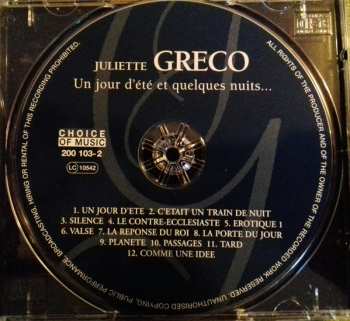 JULIETTE GRECO
Un jour d'été et quelques nuits...
CHOICE
OF MUSIC
200 103-2
LC 10542
1. UN JOUR D'ETE 2. C'ETAIT UN TRAIN DE NUIT
3. SILENCE 4. LE CONTRE-ECCLESIASTE 5. EROTIQUE 1
6. VALSE 7. LA REPONSE DU ROI 8. LA PORTE DU JOUR
9. PLANETE 10. PASSAGES 11. TARD
12. COMME UNE IDEE
ALL RIGHTS OF THE PRODUCER AND OF THE OWNER OF THE RECORDED WORK RESERVED. UNAUTHORISED COPYING, PUBLIC PERFORMANCE, BROADCASTING, HIRING OR RENTAL OF THIS RECORDING PROHIBITED.